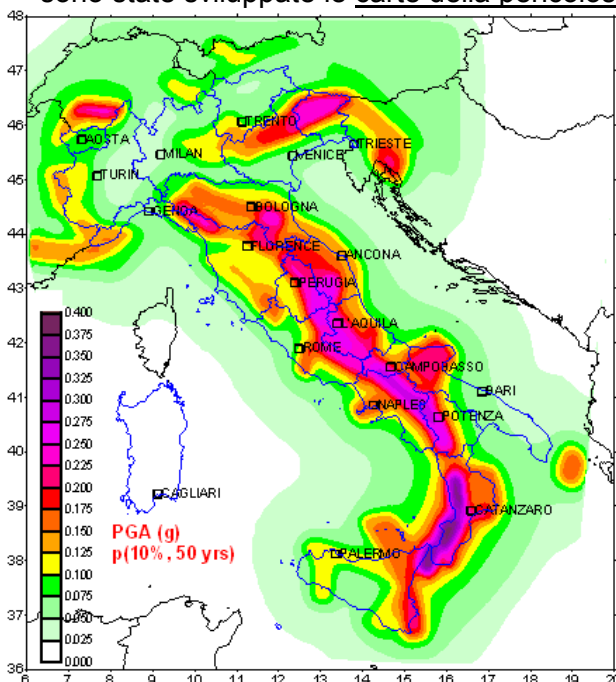 sono state sviluppate le carte della pericolos
48
47
46
45
44
43
42
41
40
39
38
37
36
TRENTO
AOSTA
MILAN
VENICE
TRIESTE
TURIN
GENOA
BOLOGNA
FLORENCE
ANCONA
PERUGIA
L'AQUILA
ROME
CAMPOBASSO
BARI
NAPLES
POTENZA
CAGLIARI
CATANZARO
PALERMO
0.400
0.375
0.350
0.325
0.300
0.275
0.250
0.225
0.200
0.175
0.150
0.125
0.100
0.075
0.050
0.025
0.000
PGA (g)
p(10%, 50 yrs)
6 7 8 9 10 11 12 13 14 15 16 17 18 19 2